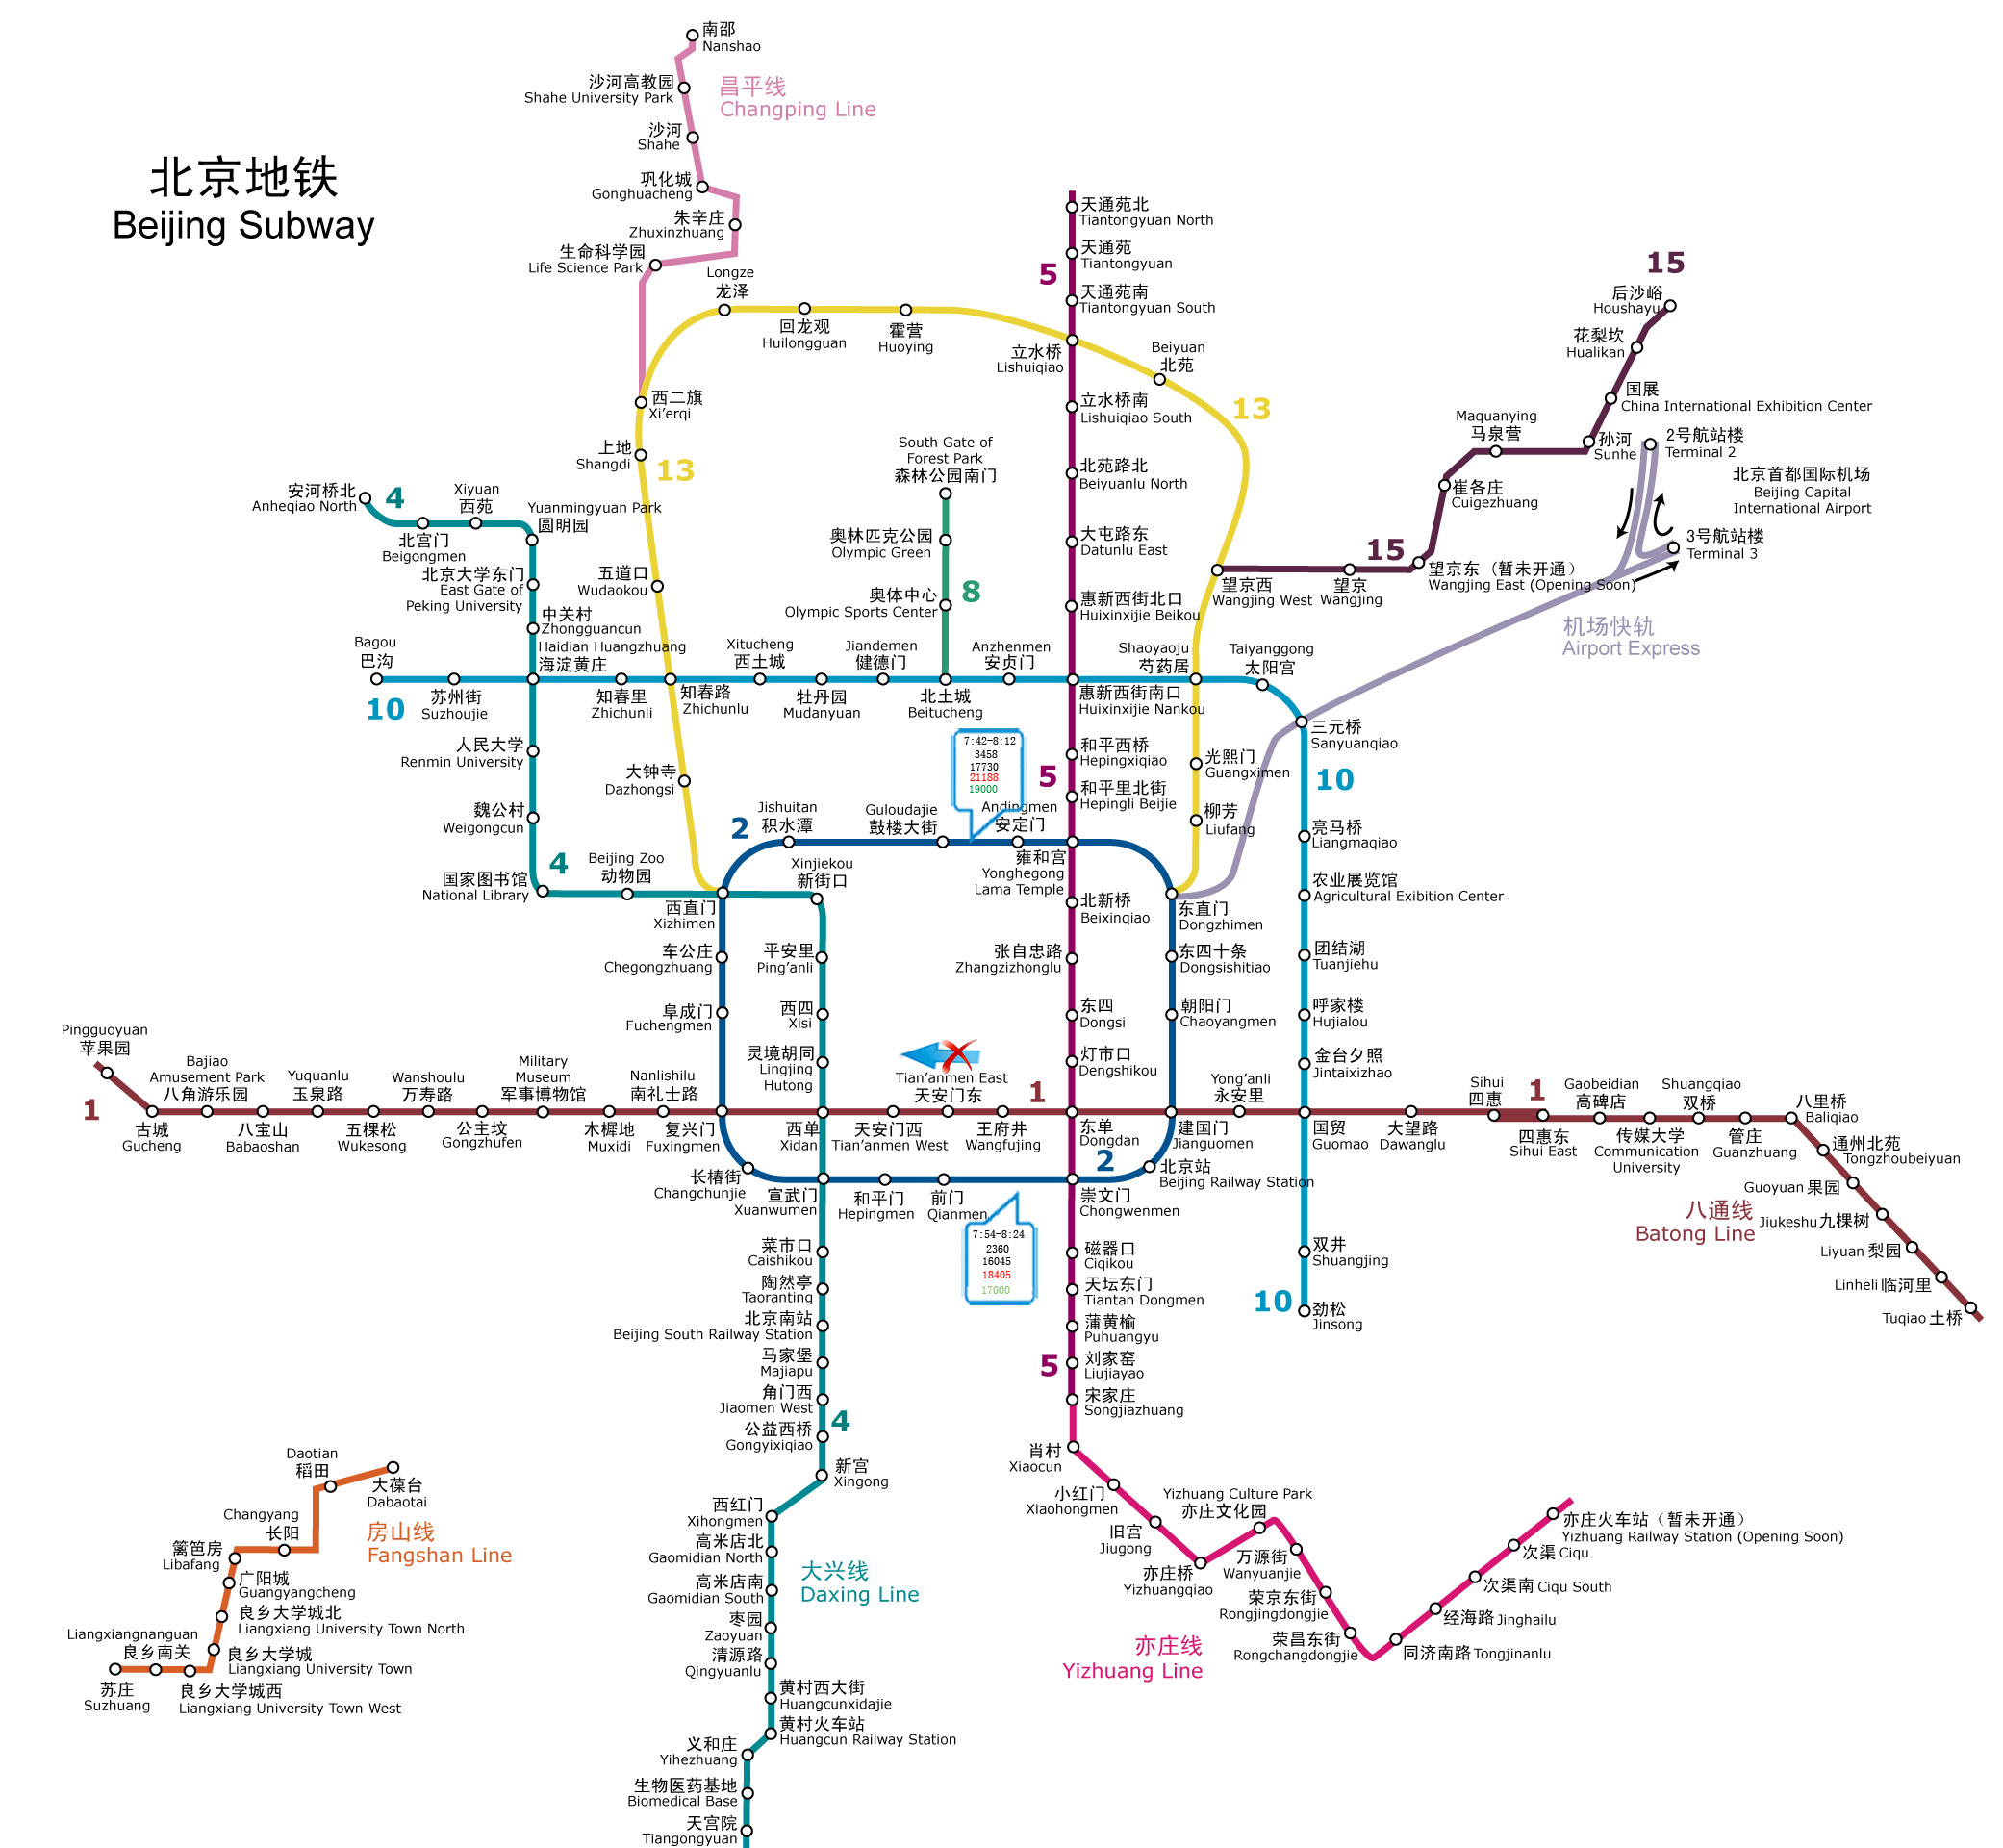 北京地铁
Beijing Subway
南邵
Nanshao
沙河高教园
Shahe University Park
昌平线
Changping Line
沙河
Shahe
巩化城
Gonghuacheng
朱辛庄
Zhuxinzhuang
生命科学园
Life Science Park
Longze
龙泽
回龙观
Huilongguan
霍营
Huoying
天通苑北
Tiantongyuan North
天通苑
Tiantongyuan
5
天通苑南
Tiantongyuan South
立水桥
Lishuiqiao
Beiyuan
北苑
13
立水桥南
Lishuiqiao South
北苑路北
Beiyuanlu North
大屯路东
Datunlu East
惠新西街北口
Huixinxijie Beikou
15
后沙峪
Houshayu
花梨坎
Hualikan
国展
China International Exhibition Center
Maquanying
马泉营
孙河
Sunhe
2号航站楼
Terminal 2
北京首都国际机场
Beijing Capital
International Airport
崔各庄
Cuigezhuang
3号航站楼
Terminal 3
15
望京西
Wangjing West
望京
Wangjing
望京东（暂未开通）
Wangjing East (Opening Soon)
机场快轨
Airport Express
西二旗
Xi'erqi
上地
Shangdi
13
South Gate of
Forest Park
森林公园南门
奥林匹克公园
Olympic Green
奥体中心
Olympic Sports Center
8
五道口
Wudaokou
安河桥北
Anheqiao North
4
Xiyuan
西苑
Yuanmingyuan Park
圆明园
北宫门
Beigongmen
北京大学东门
East Gate of
Peking University
中关村
Zhongguancun
Haidian Huangzhuang
海淀黄庄
Bagou
巴沟
10
苏州街
Suzhoujie
知春里
Zhichunli
知春路
Zhichunlu
Xitucheng
西土城
牡丹园
Mudanyuan
Jiandemen
健德门
北土城
Beitucheng
Anzhenmen
安贞门
惠新西街南口
Huixinxijie Nankou
Shaoyaoju
芍药居
Taiyanggong
太阳宫
三元桥
Sanyuanqiao
人民大学
Renmin University
魏公村
Weigongcun
4
国家图书馆
National Library
Beijing Zoo
动物园
大钟寺
Dazhongsi
7:42-8:12
3458
17730
21188
19000
5
和平西桥
Hepingxiqiao
和平里北街
Hepingli Beijie
光熙门
Guangximen
柳芳
Liufang
10
2
Jishuitan
积水潭
Guloudajie
鼓楼大街
Andingmen
安定门
雍和宫
Yonghegong
Lama Temple
Xinjiekou
新街口
西直门
Xizhimen
北新桥
Beixinqiao
东直门
Dongzhimen
亮马桥
Liangmaqiao
农业展览馆
Agricultural Exibition Center
车公庄
Chegongzhuang
平安里
Ping'anli
张自忠路
Zhangzizhonglu
东四十条
Dongsishitiao
团结湖
Tuanjiehu
阜成门
Fuchengmen
西四
Xisi
东四
Dongsi
朝阳门
Chaoyangmen
呼家楼
Hujialou
灵境胡同
Lingjing
Hutong
灯市口
Dengshikou
金台夕照
Jintaixizhao
Pingguoyuan
苹果园
1
古城
Gucheng
Bajiao
Amusement Park
八角游乐园
八宝山
Babaoshan
Yuquanlu
玉泉路
五棵松
Wukesong
Wanshoulu
万寿路
公主坟
Gongzhufen
Military
Museum
军事博物馆
木樨地
Muxidi
Nanlishilu
南礼士路
复兴门
Fuxingmen
西单
Xidan
天安门西
Tian'anmen West
Tian'anmen East
天安门东
王府井
Wangfujing
1
东单
Dongdan
建国门
Jianguomen
Yong'anli
永安里
国贸
Guomao
大望路
Dawanglu
Sihui
四惠
1
四惠东
Sihui East
Gaobeidian
高碑店
传媒大学
Communication
University
Shuangqiao
双桥
管庄
Guanzhuang
八里桥
Baliqiao
通州北苑
Tongzhoubeiyuan
Guoyuan 果园
Jiukeshu 九棵树
八通线
Batong Line
Liyuan 梨园
Linheli 临河里
Tuqiao 土桥
长椿街
Changchunjie
宣武门
Xuanwumen
和平门
Hepingmen
前门
Qianmen
2
崇文门
Chongwenmen
北京站
Beijing Railway Station
7:54-8:24
2360
16045
18405
17000
菜市口
Caishikou
陶然亭
Taoranting
北京南站
Beijing South Railway Station
马家堡
Majiapu
角门西
Jiaomen West
4
公益西桥
Gongyixiqiao
新宫
Xingong
磁器口
Ciqikou
天坛东门
Tiantan Dongmen
蒲黄榆
Puhuangyu
5
刘家窑
Liujiayao
宋家庄
Songjiazhuang
双井
Shuangjing
10
劲松
Jinsong
西红门
Xihongmen
高米店北
Gaomidian North
高米店南
Gaomidian South
大兴线
Daxing Line
枣园
Zaoyuan
清源路
Qingyuanlu
黄村西大街
Huangcunxidajie
黄村火车站
Huangcun Railway Station
义和庄
Yihezhuang
生物医药基地
Biomedical Base
天宫院
Tiangongyuan
肖村
Xiaocun
小红门
Xiaohongmen
旧宫
Jiugong
亦庄桥
Yizhuangqiao
Yizhuang Culture Park
亦庄文化园
万源街
Wanyuanjie
荣京东街
Rongjingdongjie
荣昌东街
Rongchangdongjie
同济南路 Tongjinanlu
经海路 Jinghailu
次渠南 Ciqu South
次渠 Ciqu
亦庄火车站（暂未开通）
Yizhuang Railway Station (Opening Soon)
亦庄线
Yizhuang Line
Daotian
稻田
大葆台
Dabaotai
Changyang
长阳
房山线
Fangshan Line
篱笆房
Libafang
广阳城
Guangyangcheng
良乡大学城北
Liangxiang University Town North
Liangxiangnanguan
良乡南关
良乡大学城
Liangxiang University Town
苏庄
Suzhuang
良乡大学城西
Liangxiang University Town West